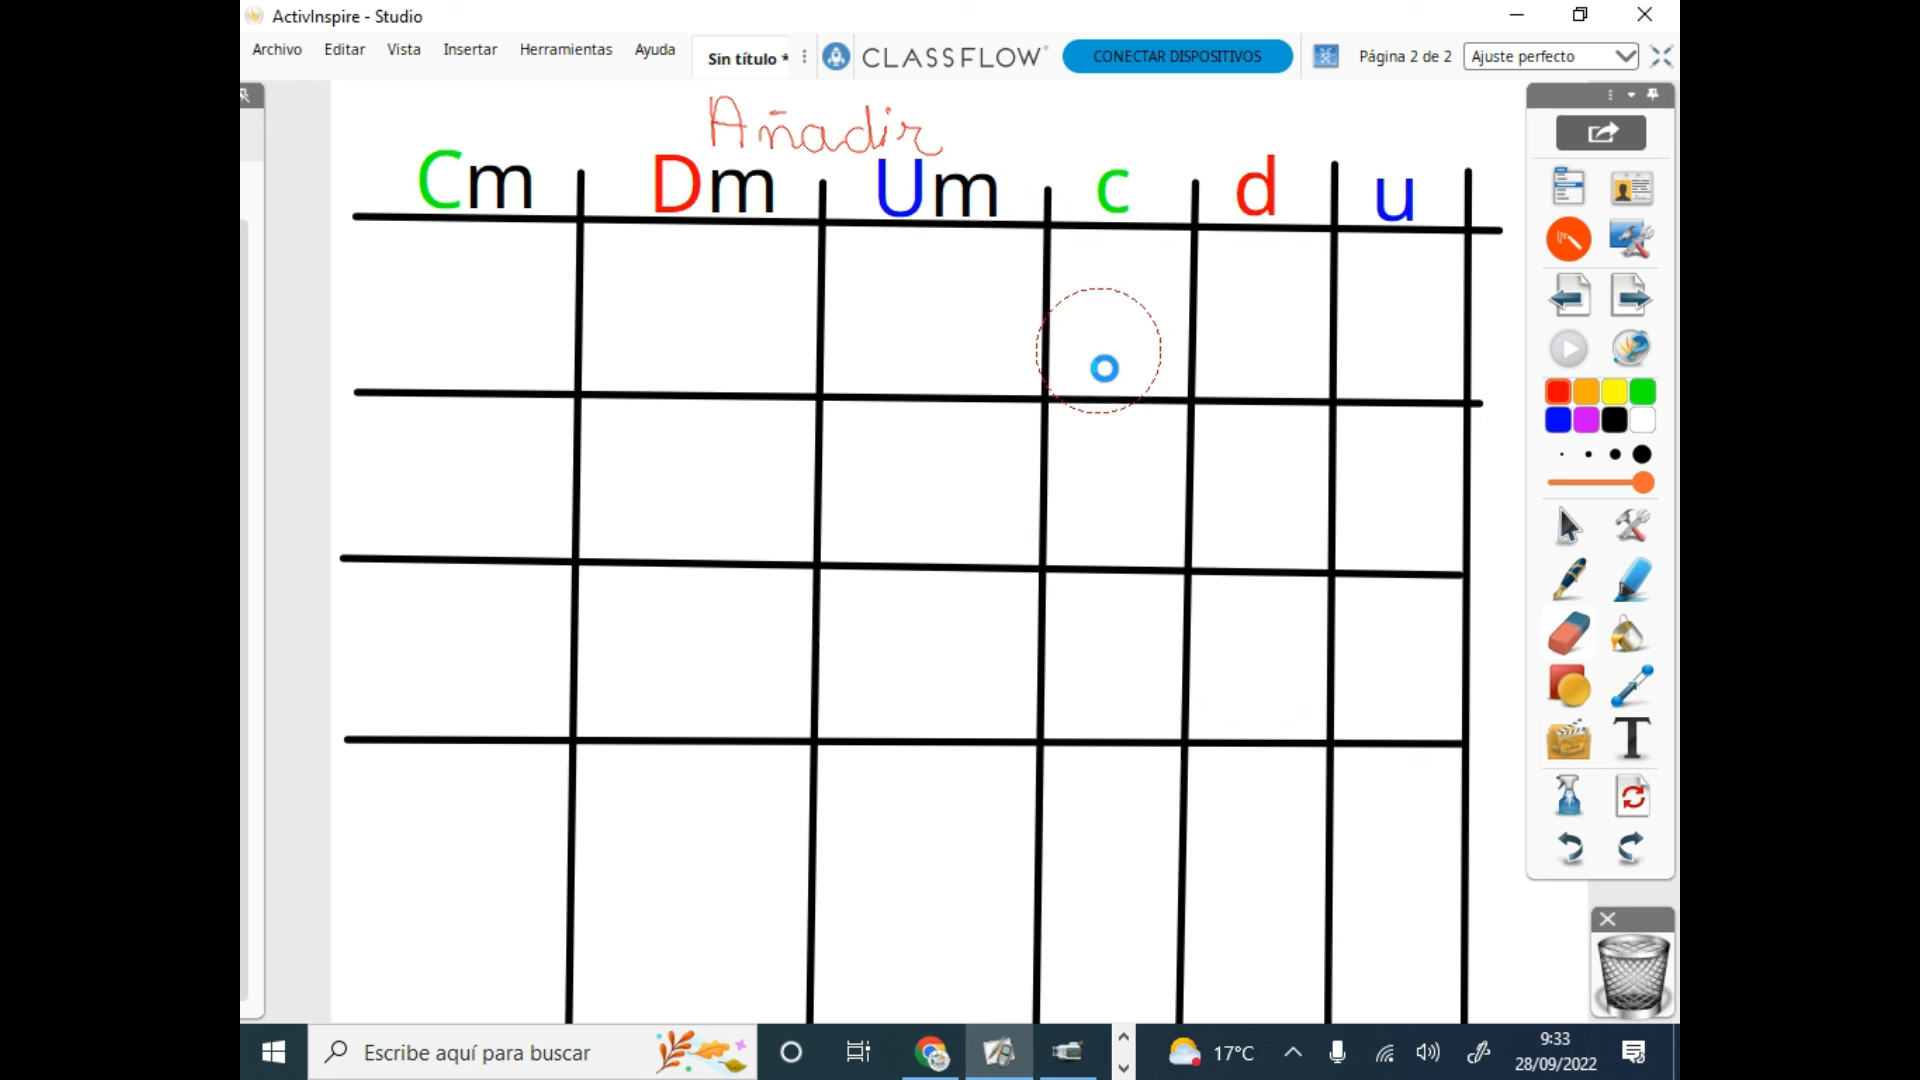 ActivInspire - Studio
Archivo Editar Vista Insertar Herramientas Ayuda Sin título * CLASSFLOW CONECTAR DISPOSITIVOS Página 2 de 2 Ajuste perfecto
Añadir
Cm Dm Um c d u
T
Escribe aquí para buscar 17°C 9:33
28/09/2022